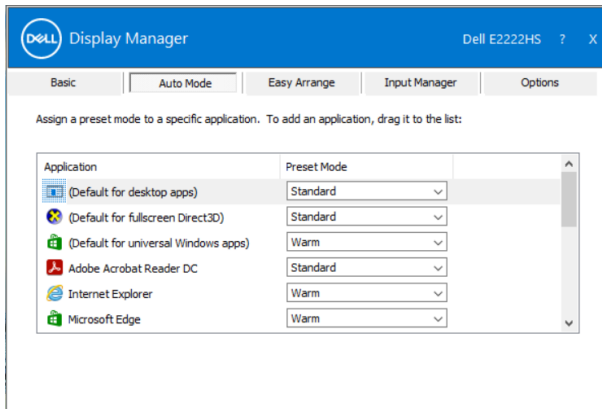 DELL Display Manager Dell E2222HS ? X
Basic Auto Mode Easy Arrange Input Manager Options
Assign a preset mode to a specific application. To add an application, drag it to the list:
Application Preset Mode
(Default for desktop apps) Standard
(Default for fullscreen Direct3D) Standard
(Default for universal Windows apps) Warm
Adobe Acrobat Reader DC Standard
Internet Explorer Warm
Microsoft Edge Warm